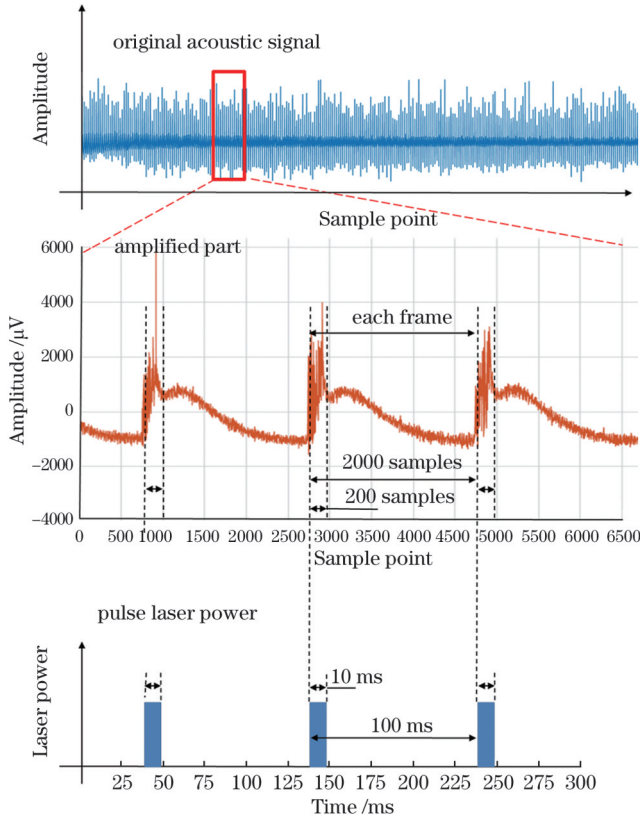 original acoustic signal
Amplitude
Sample point
amplified part
Amplitude /μV
6000
4000
2000
0
−2000
−4000
each frame
2000 samples
200 samples
0 500 1000 1500 2000 2500 3000 3500 4000 4500 5000 5500 6000 6500
Sample point
pulse laser power
Laser power
10 ms
100 ms
25 50 75 100 125 150 175 200 225 250 275 300
Time /ms